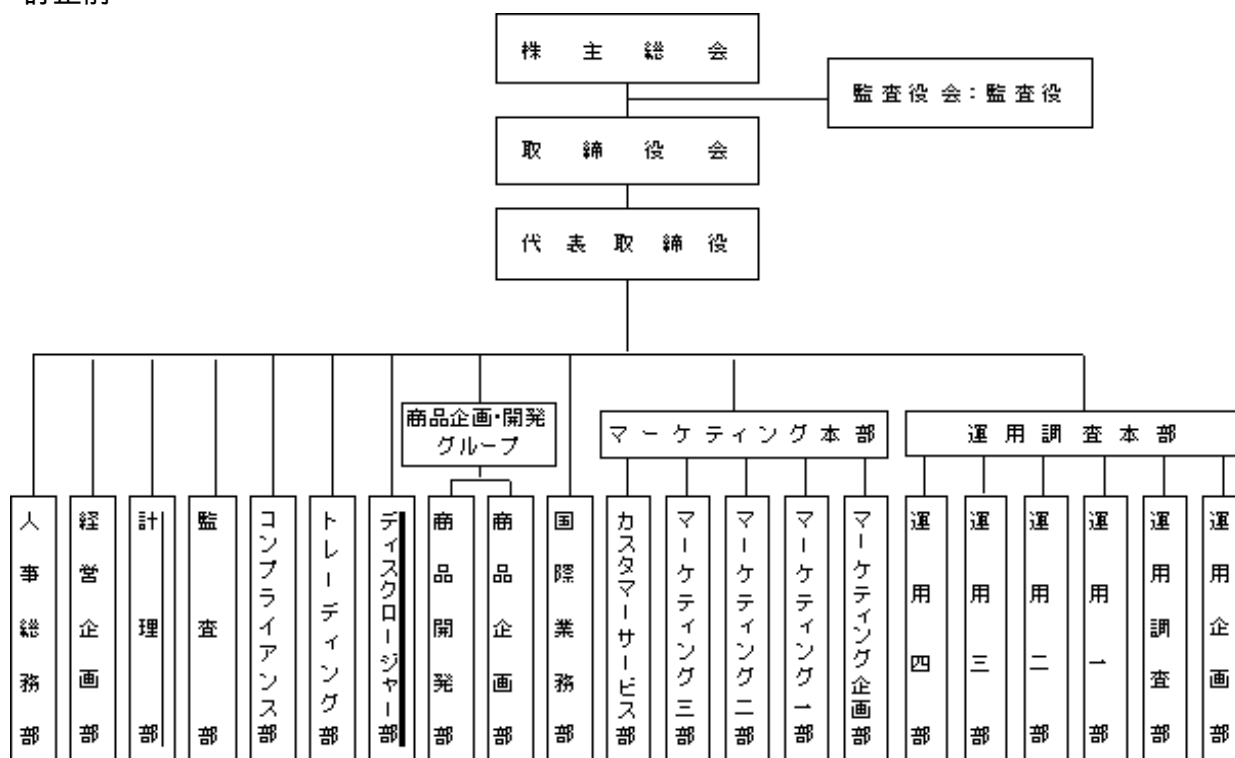 訂正前
株主総会
監査役会：監査役
取締役会
代表取締役
商品企画・開発
グループ
マーケティング本部
運用調査本部
人事総務部
経営企画部
計理部
監査部
コンプライアンス部
トレーディング部
ディスクロージャー部
商品開発部
商品企画部
国際業務部
カスタマーサービス部
マーケティング三部
マーケティング二部
マーケティング一部
マーケティング企画部
運用四部
運用三部
運用二部
運用一部
運用調査部
運用企画部